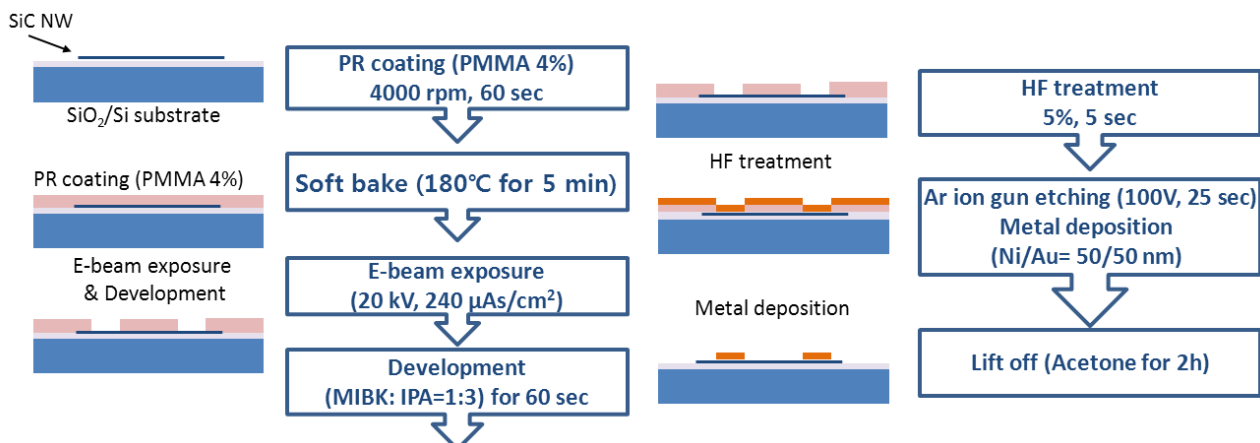 SiC NW
SiO₂/Si substrate
PR coating (PMMA 4%)
E-beam exposure
& Development
PR coating (PMMA 4%)
4000 rpm, 60 sec
Soft bake (180℃ for 5 min)
E-beam exposure
(20 kV, 240 μAs/cm²)
Development
(MIBK: IPA=1:3) for 60 sec
HF treatment
Metal deposition
HF treatment
5%, 5 sec
Ar ion gun etching (100V, 25 sec)
Metal deposition
(Ni/Au= 50/50 nm)
Lift off (Acetone for 2h)